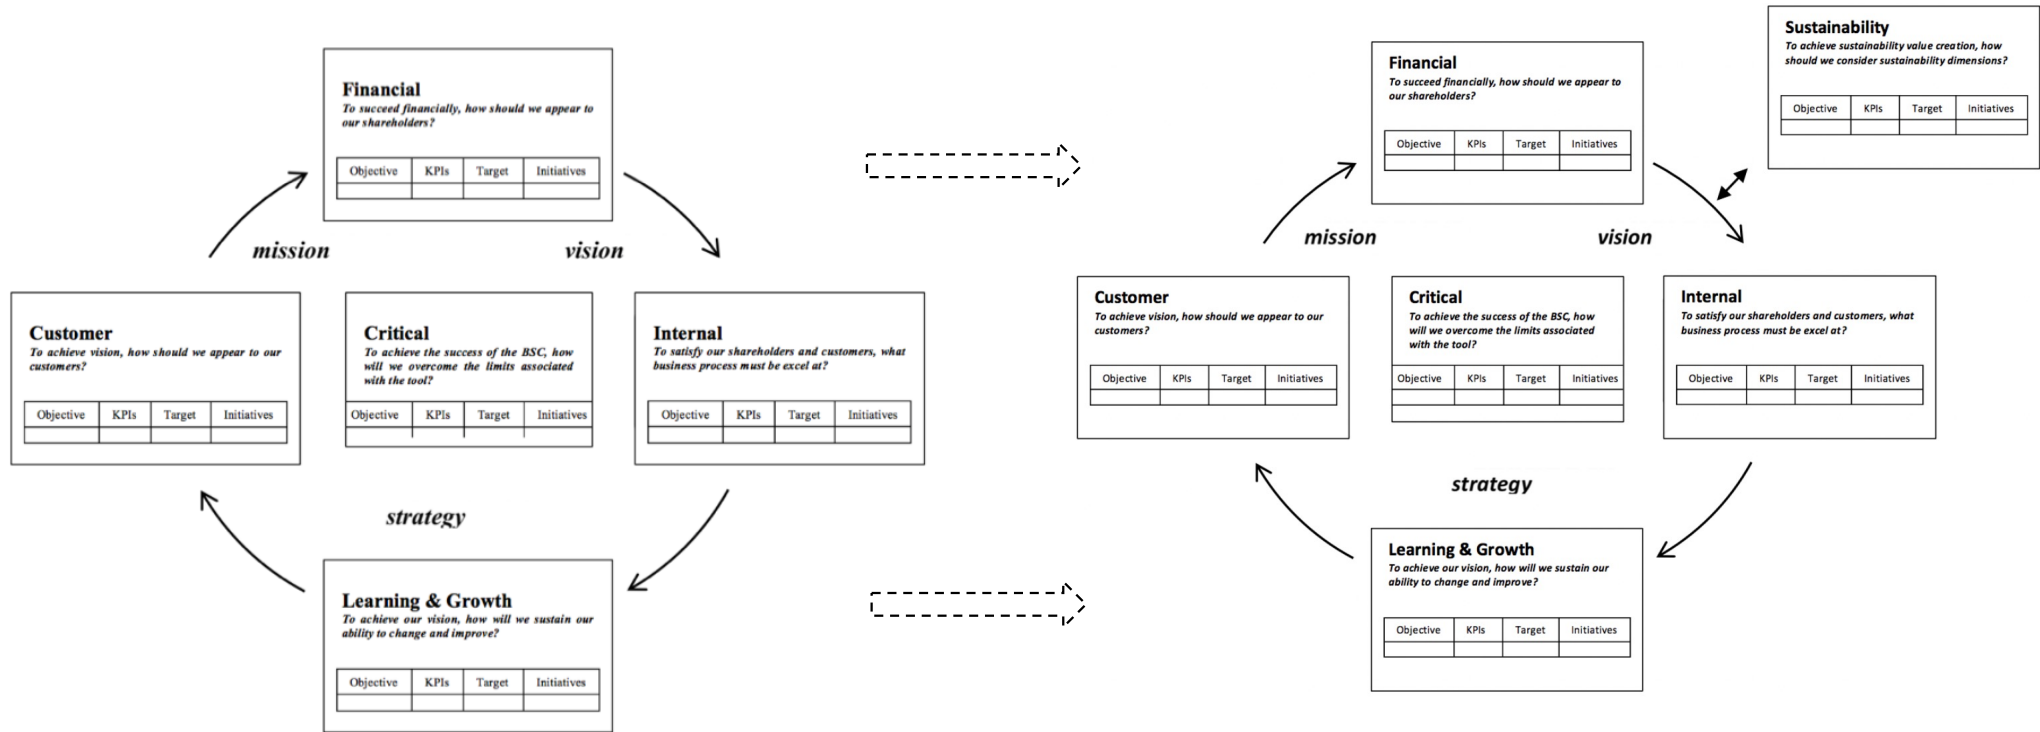 Financial
To succeed financially, how should we appear to
our shareholders?
Objective KPIs Target Initiatives
mission
vision
Customer
To achieve vision, how should we appear to our
customers?
Objective KPIs Target Initiatives
Critical
To achieve the success of the BSC, how
will we overcome the limits associated
with the tool?
Objective KPIs Target Initiatives
Internal
To satisfy our shareholders and customers, what
business process must be excel at?
Objective KPIs Target Initiatives
strategy
Learning & Growth
To achieve our vision, how will we sustain our
ability to change and improve?
Objective KPIs Target Initiatives
Sustainability
To achieve sustainability value creation, how
should we consider sustainability dimensions?
Objective KPIs Target Initiatives
Financial
To succeed financially, how should we appear to
our shareholders?
Objective KPIs Target Initiatives
mission
vision
Customer
To achieve vision, how should we appear to our
customers?
Objective KPIs Target Initiatives
Critical
To achieve the success of the BSC, how
will we overcome the limits associated
with the tool?
Objective KPIs Target Initiatives
Internal
To satisfy our shareholders and customers, what
business process must be excel at?
Objective KPIs Target Initiatives
strategy
Learning & Growth
To achieve our vision, how will we sustain our
ability to change and improve?
Objective KPIs Target Initiatives